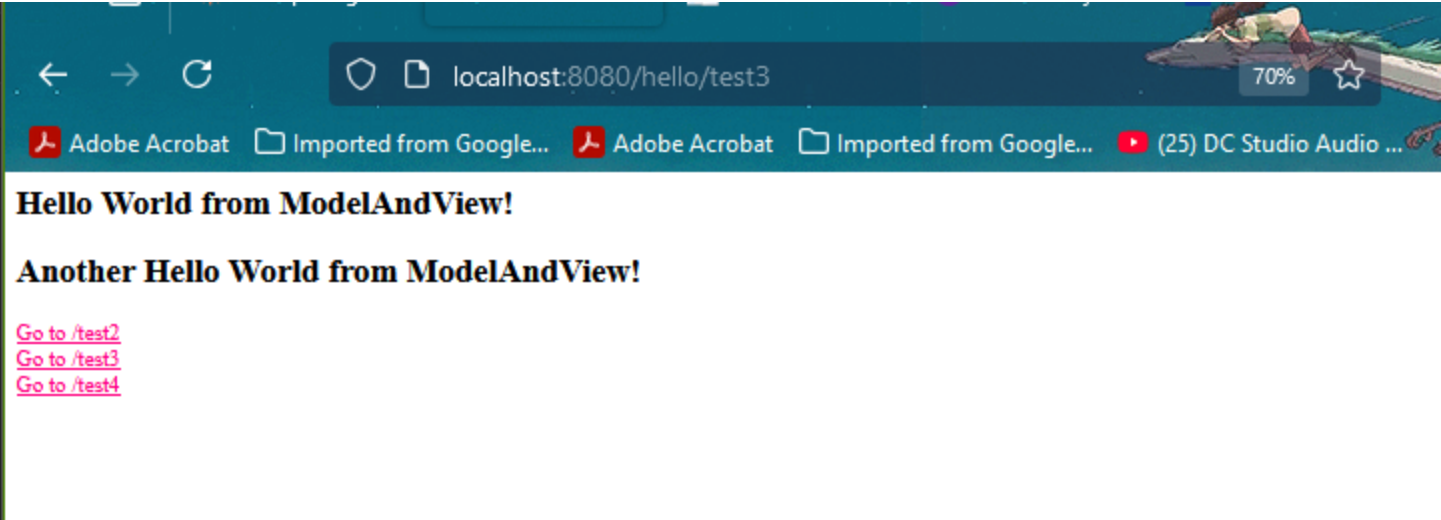 localhost:8080/hello/test3
70%
Adobe Acrobat Imported from Google... Adobe Acrobat Imported from Google... (25) DC Studio Audio ...
Hello World from ModelAndView!
Another Hello World from ModelAndView!
Go to /test2
Go to /test3
Go to /test4